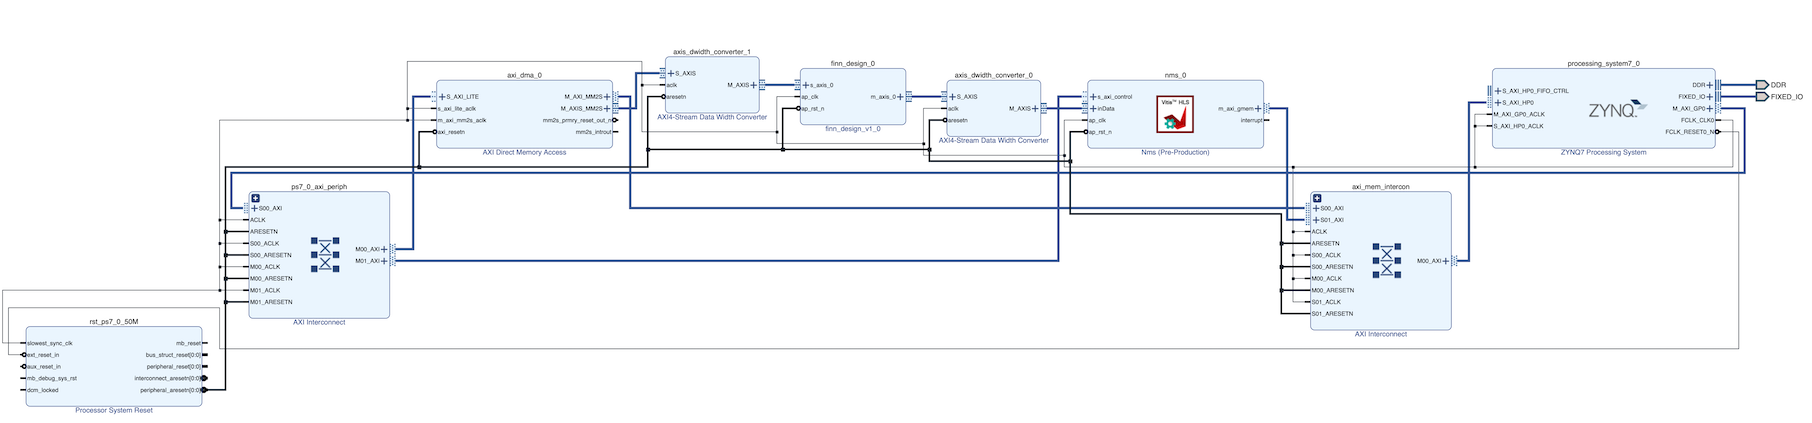 axi_dma_0
S_AXI_LITE
s_axi_lite_aclk
m_axi_mm2s_aclk
axi_resetn
M_AXI_MM2S
M_AXIS_MM2S
mm2s_prmry_reset_out_n
mm2s_introut
AXI Direct Memory Access
axis_dwidth_converter_1
S_AXIS
aclk
aresetn
M_AXIS
AXI4-Stream Data Width Converter
finn_design_0
s_axis_0
ap_clk
ap_rst_n
m_axis_0
finn_design_v1_0
axis_dwidth_converter_0
S_AXIS
aclk
aresetn
M_AXIS
AXI4-Stream Data Width Converter
nms_0
s_axi_control
inData
ap_clk
ap_rst_n
Vitis™ HLS
m_axi_gmem
interrupt
Nms (Pre-Production)
processing_system7_0
S_AXI_HP0_FIFO_CTRL
S_AXI_HP0
M_AXI_GP0_ACLK
S_AXI_HP0_ACLK
ZYNQ
DDR
FIXED_IO
M_AXI_GP0
FCLK_CLK0
FCLK_RESET0_N
ZYNQ7 Processing System
DDR
FIXED_IO
ps7_0_axi_periph
S00_AXI
ACLK
ARESETN
S00_ACLK
S00_ARESETN
M00_ACLK
M00_ARESETN
M01_ACLK
M01_ARESETN
M00_AXI
M01_AXI
AXI Interconnect
axi_mem_intercon
S00_AXI
S01_AXI
ACLK
ARESETN
S00_ACLK
S00_ARESETN
M00_ACLK
M00_ARESETN
S01_ACLK
S01_ARESETN
M00_AXI
AXI Interconnect
rst_ps7_0_50M
slowest_sync_clk
ext_reset_in
aux_reset_in
mb_debug_sys_rst
dcm_locked
mb_reset
bus_struct_reset[0:0]
peripheral_reset[0:0]
interconnect_aresetn[0:0]
peripheral_aresetn[0:0]
Processor System Reset